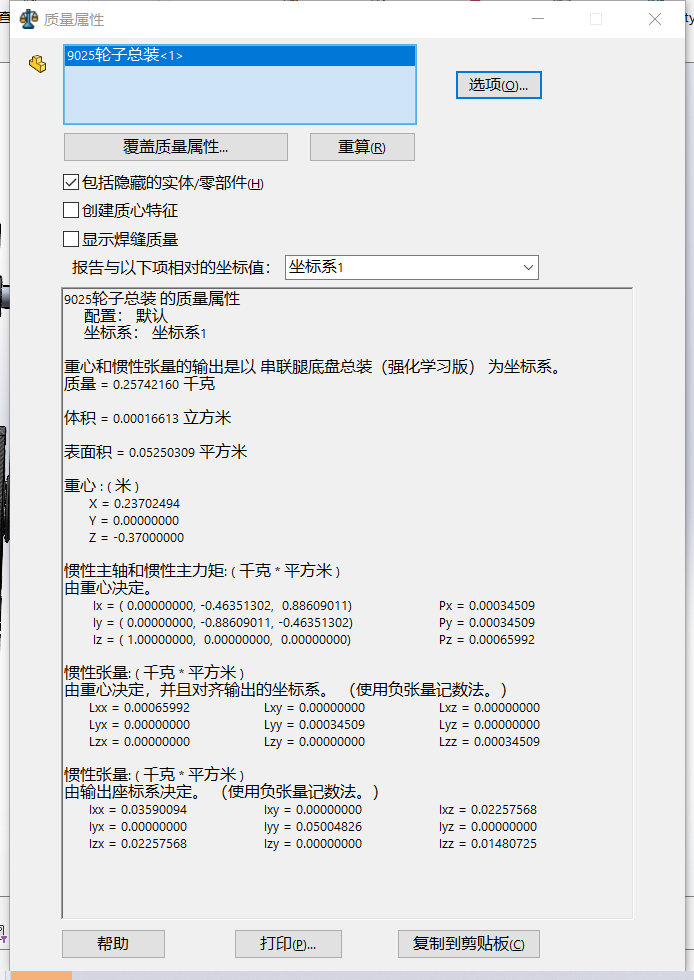 质量属性
9025轮子总装<1>
选项(O)...
覆盖质量属性...
重算(R)
包括隐藏的实体/零部件(H)
创建质心特征
显示焊缝质量
报告与以下项相对的坐标值： 坐标系1
9025轮子总装 的质量属性
配置： 默认
坐标系： 坐标系1
重心和惯性张量的输出是以 串联腿底盘总装（强化学习版） 为坐标系。
质量 = 0.25742160 千克
体积 = 0.00016613 立方米
表面积 = 0.05250309 平方米
重心 : ( 米 )
X = 0.23702494
Y = 0.00000000
Z = -0.37000000
惯性主轴和惯性主力矩: ( 千克 * 平方米 )
由重心决定。
Ix = ( 0.00000000, -0.46351302, 0.88609011) Px = 0.00034509
Iy = ( 0.00000000, -0.88609011, -0.46351302) Py = 0.00034509
Iz = ( 1.00000000, 0.00000000, 0.00000000) Pz = 0.00065992
惯性张量: ( 千克 * 平方米 )
由重心决定，并且对齐输出的坐标系。 （使用负张量记数法。）
Lxx = 0.00065992 Lxy = 0.00000000 Lxz = 0.00000000
Lyx = 0.00000000 Lyy = 0.00034509 Lyz = 0.00000000
Lzx = 0.00000000 Lzy = 0.00000000 Lzz = 0.00034509
惯性张量: ( 千克 * 平方米 )
由输出座标系决定。 （使用负张量记数法。）
Ixx = 0.03590094 Ixy = 0.00000000 Ixz = 0.02257568
Iyx = 0.00000000 Iyy = 0.05004826 Iyz = 0.00000000
Izx = 0.02257568 Izy = 0.00000000 Izz = 0.01480725
帮助
打印(P)...
复制到剪贴板(C)